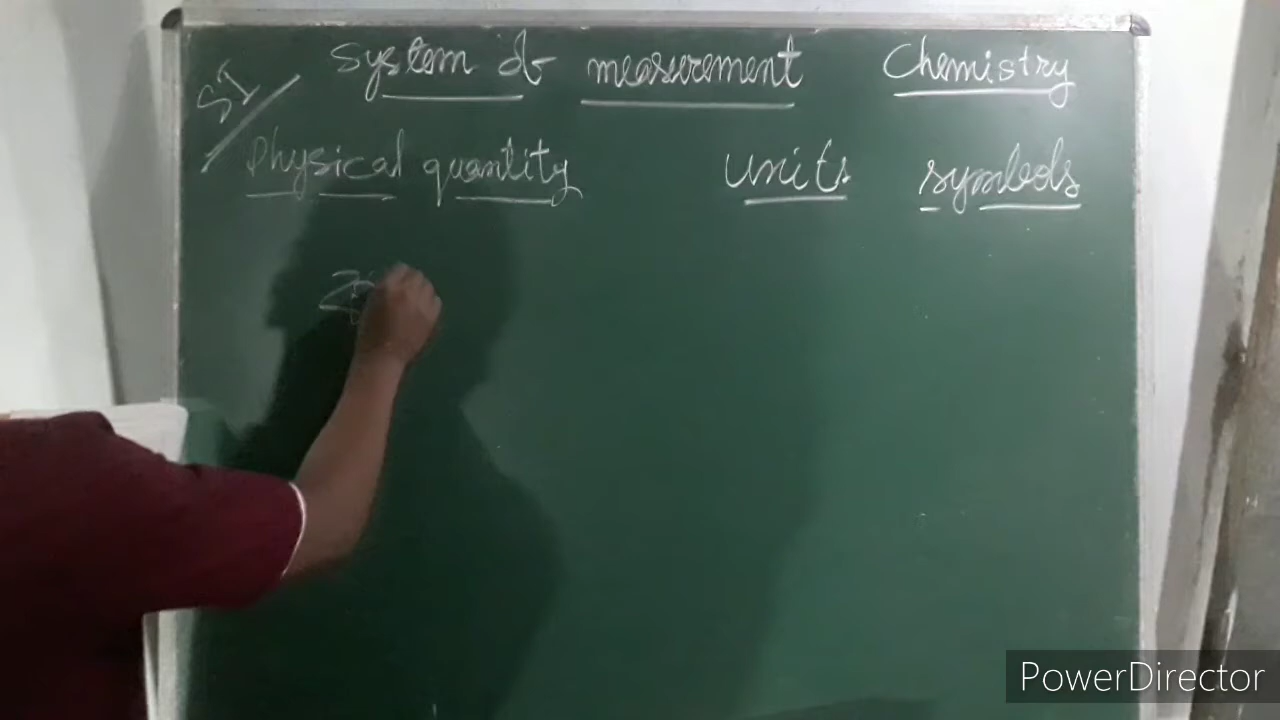 System of measurement Chemistry
SI
Physical quantity units symbols
PowerDirector